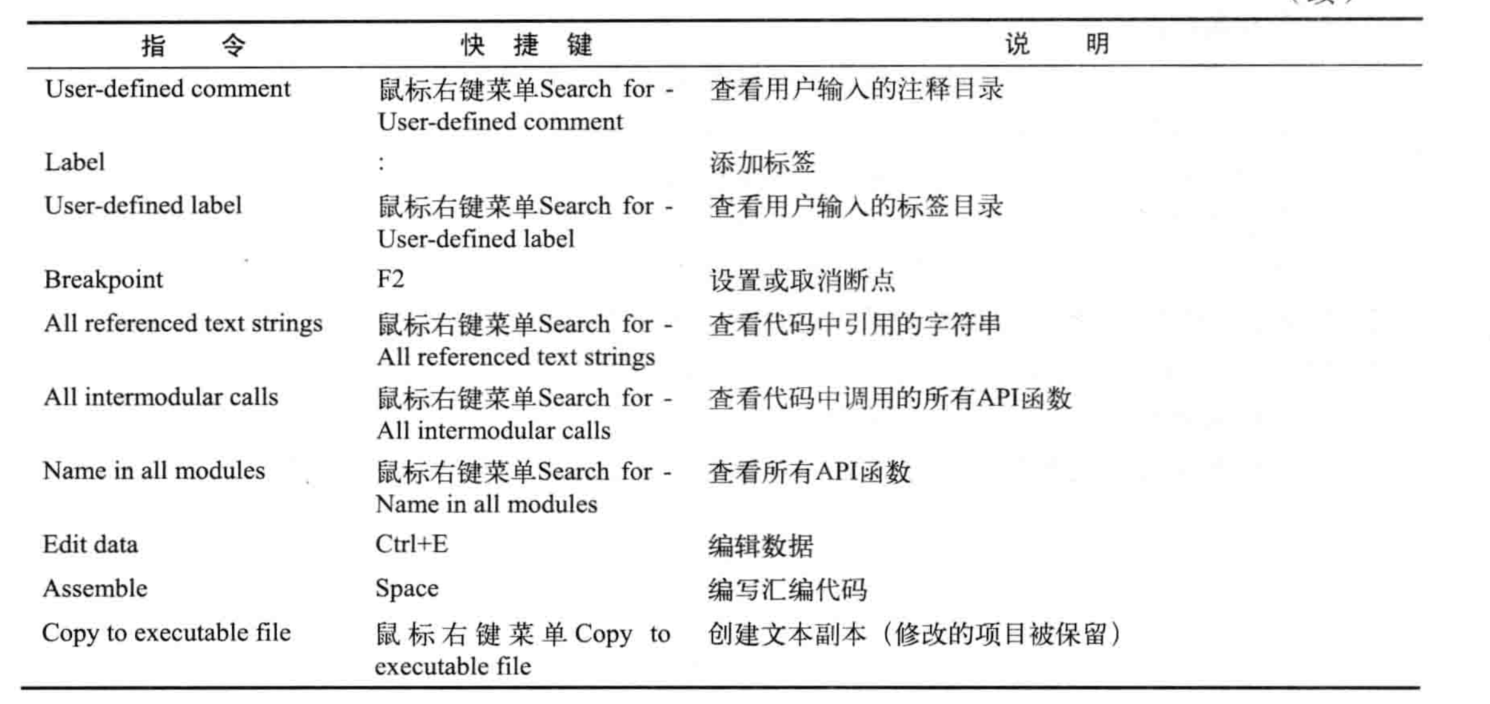 指 令 快 捷 键 说 明
User-defined comment 鼠标右键菜单Search for - 查看用户输入的注释目录
User-defined comment
Label : 添加标签
User-defined label 鼠标右键菜单Search for - 查看用户输入的标签目录
User-defined label
Breakpoint F2 设置或取消断点
All referenced text strings 鼠标右键菜单Search for - 查看代码中引用的字符串
All referenced text strings
All intermodular calls 鼠标右键菜单Search for - 查看代码中调用的所有API函数
All intermodular calls
Name in all modules 鼠标右键菜单Search for - 查看所有API函数
Name in all modules
Edit data Ctrl+E 编辑数据
Assemble Space 编写汇编代码
Copy to executable file 鼠标右键菜单Copy to 创建文本副本（修改的项目被保留）
executable file